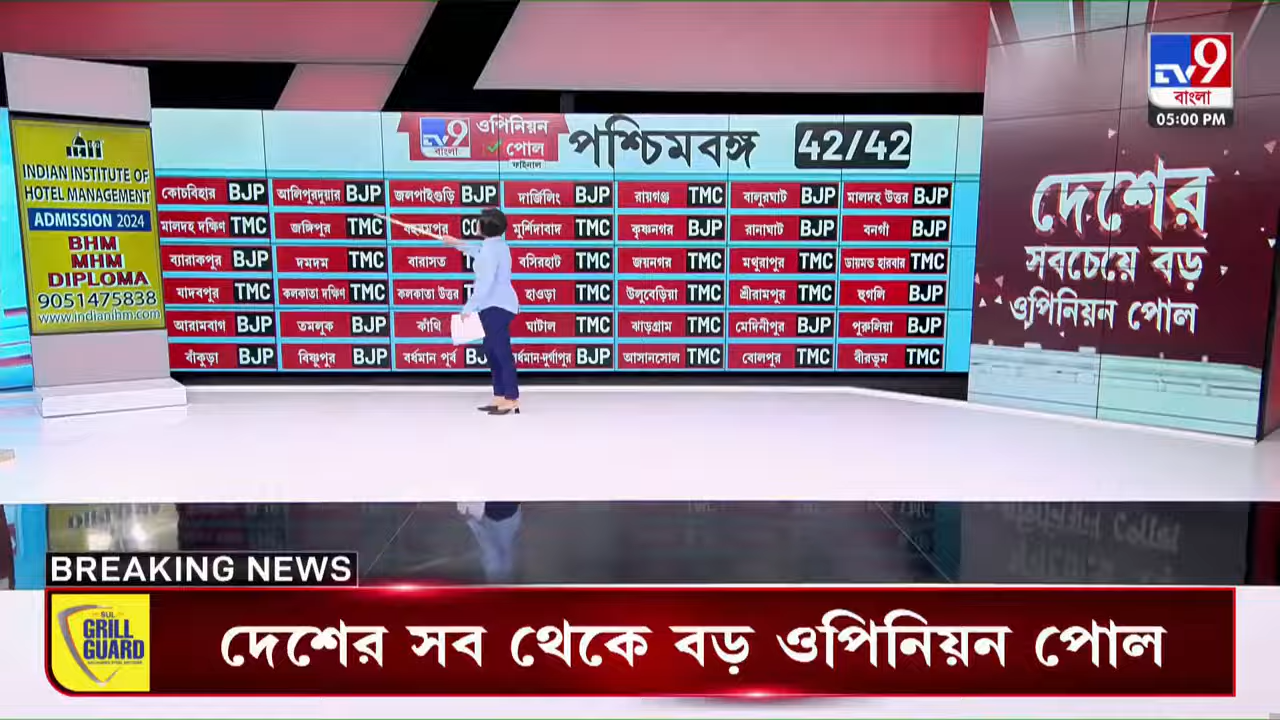 TV9
বাংলা
05:00 PM
INDIAN INSTITUTE OF
HOTEL MANAGEMENT
ADMISSION 2024
BHM
MHM
DIPLOMA
9051475838
www.indianihm.com
TV9 বাংলা
ওপিনিয়ন
পোল
ফাইনাল
পশ্চিমবঙ্গ 42/42
কোচবিহার BJP আলিপুরদুয়ার BJP জলপাইগুড়ি BJP দার্জিলিং BJP রায়গঞ্জ TMC বালুরঘাট BJP মালদহ উত্তর BJP
মালদহ দক্ষিণ TMC জঙ্গিপুর TMC বহরমপুর মুর্শিদাবাদ TMC কৃষ্ণনগর BJP রানাঘাট BJP বনগাঁ BJP
ব্যারাকপুর BJP দমদম TMC বারাসত বসিরহাট TMC জয়নগর TMC মথুরাপুর TMC ডায়মন্ড হারবার TMC
যাদবপুর TMC কলকাতা দক্ষিণ TMC কলকাতা উত্তর হাওড়া TMC উলুবেড়িয়া TMC শ্রীরামপুর TMC হুগলি BJP
আরামবাগ BJP তমলুক BJP কাঁথি ঘাটাল TMC ঝাড়গ্রাম TMC মেদিনীপুর BJP পুরুলিয়া BJP
বাঁকুড়া BJP বিষ্ণুপুর BJP বর্ধমান পূর্ব বর্ধমান-দুর্গাপুর BJP আসানসোল TMC বোলপুর TMC বীরভূম TMC
দেশের
সবচেয়ে বড়
ওপিনিয়ন পোল
BREAKING NEWS
SUL
GRILL
GUARD
দেশের সব থেকে বড় ওপিনিয়ন পোল